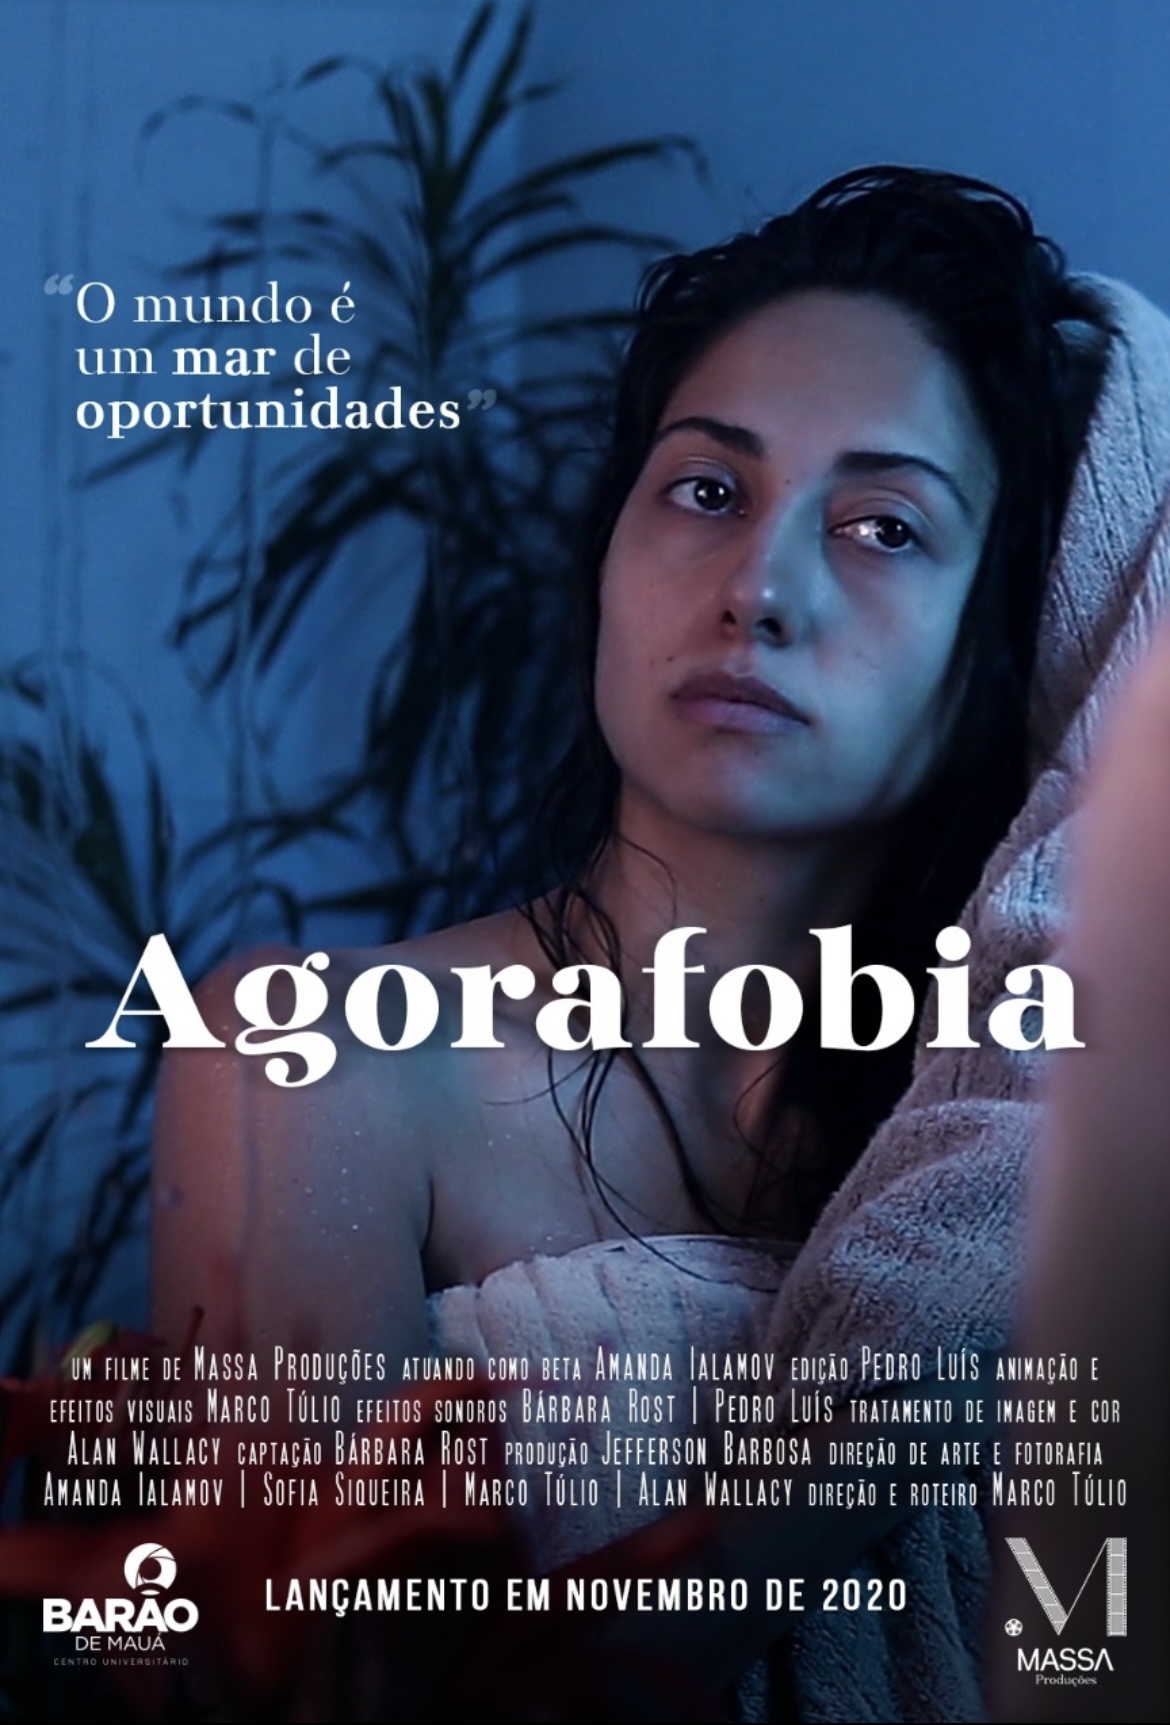 “O mundo é
um mar de
oportunidades”
Agorafobia
UM FILME DE MASSA PRODUÇÕES ATUANDO COMO BETA AMANDA IALAMOV EDIÇÃO PEDRO LUÍS ANIMAÇÃO E
EFEITOS VISUAIS MARCO TÚLIO EFEITOS SONOROS BÁRBARA ROST | PEDRO LUÍS TRATAMENTO DE IMAGEM E COR
ALAN WALLACY CAPTAÇÃO BÁRBARA ROST PRODUÇÃO JEFFERSON BARBOSA DIREÇÃO DE ARTE E FOTORAFIA
AMANDA IALAMOV | SOFIA SIQUEIRA | MARCO TÚLIO | ALAN WALLACY DIREÇÃO E ROTEIRO MARCO TÚLIO
BARÃO
DE MAUÁ
CENTRO UNIVERSITÁRIO
LANÇAMENTO EM NOVEMBRO DE 2020
.M
MASSA
Produções